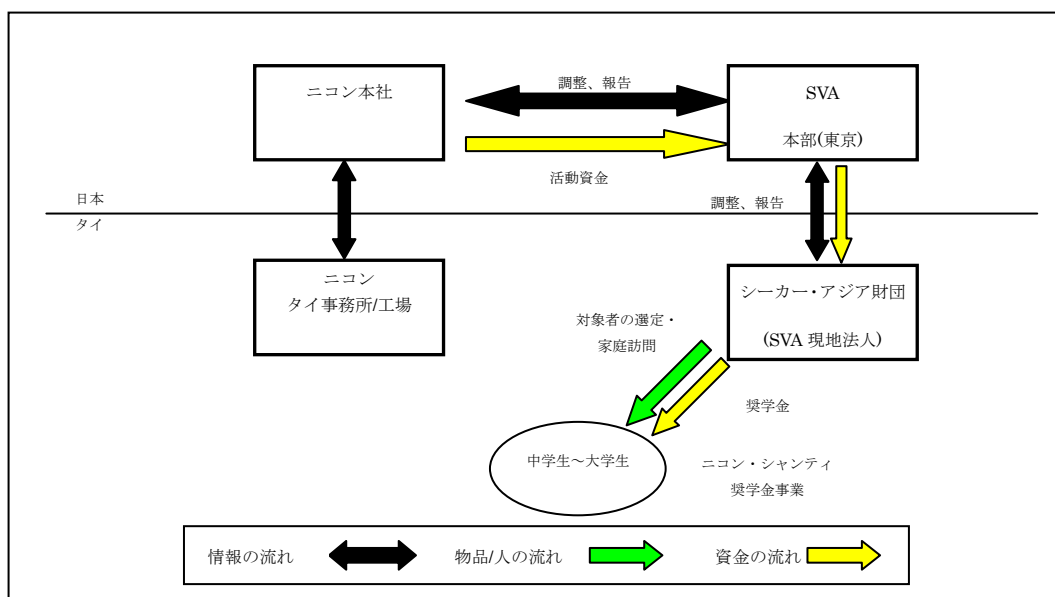 ニコン本社
調整、報告
SVA
本部(東京)
活動資金
日本
タイ
調整、報告
ニコン
タイ事務所/工場
シーカー・アジア財団
(SVA 現地法人)
対象者の選定・
家庭訪問
奨学金
中学生～大学生
ニコン・シャンティ
奨学金事業
情報の流れ
物品/人の流れ
資金の流れ